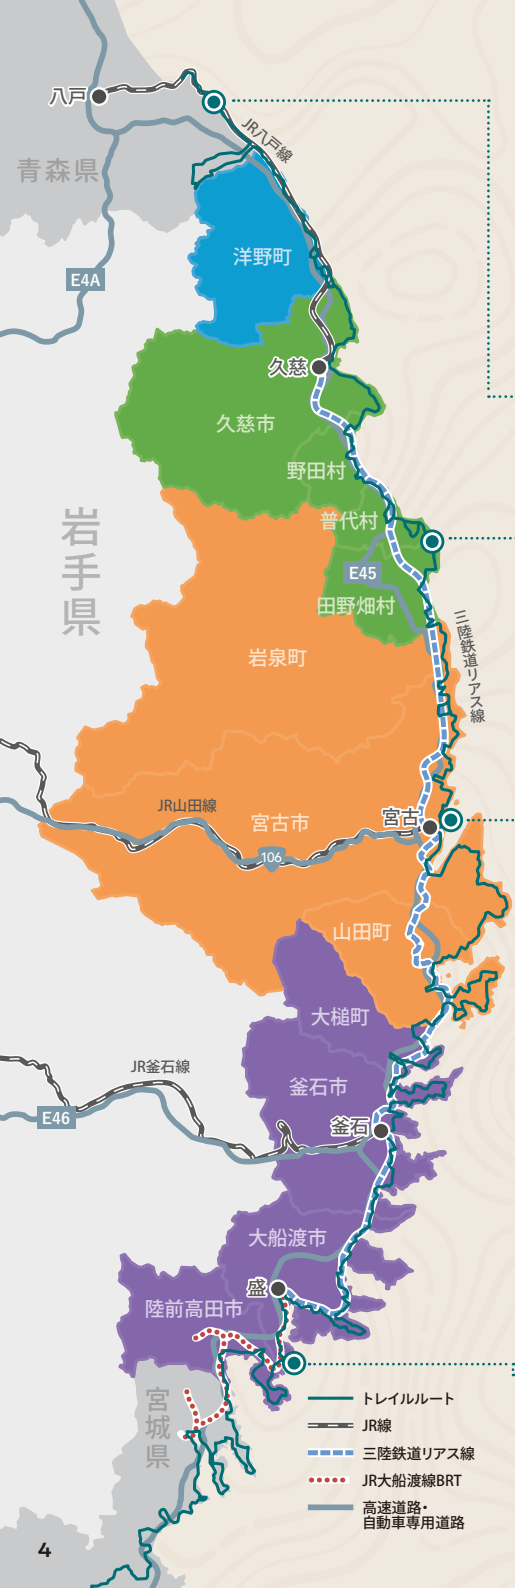 八戸
JR八戸線
青森県
洋野町
E4A
久慈
久慈市
野田村
岩手県
普代村
E45
田野畑村
三陸鉄道リアス線
岩泉町
JR山田線
宮古市
宮古
106
山田町
大槌町
JR釜石線
釜石市
E46
釜石
大船渡市
盛
陸前高田市
宮城県
トレイルルート
JR線
三陸鉄道リアス線
JR大船渡線BRT
高速道路・
自動車専用道路
4